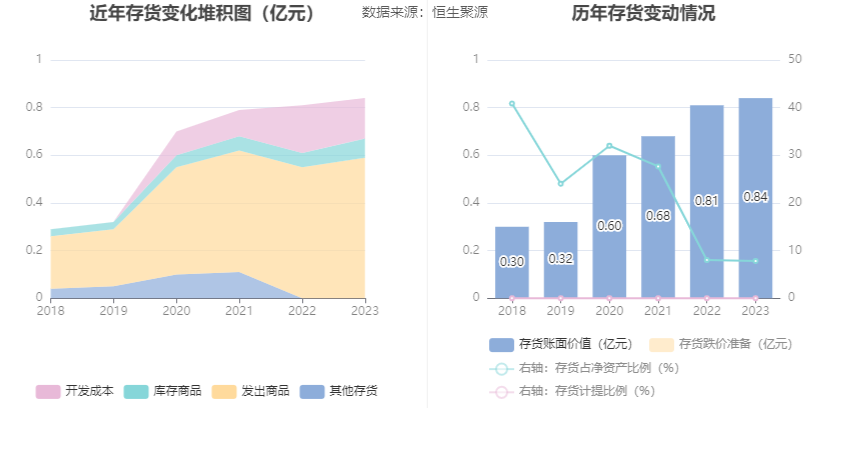 近年存货变化堆积图（亿元）
数据来源：恒生聚源
历年存货变动情况
1
0.8
0.6
0.4
0.2
0
2018 2019 2020 2021 2022 2023
开发成本 库存商品 发出商品 其他存货
1 50
0.8 40
0.6 30
0.4 20
0.2 10
0 0
0.30 0.32 0.60 0.68 0.81 0.84
2018 2019 2020 2021 2022 2023
存货账面价值（亿元） 存货跌价准备（亿元）
右轴：存货占净资产比例（%）
右轴：存货计提比例（%）